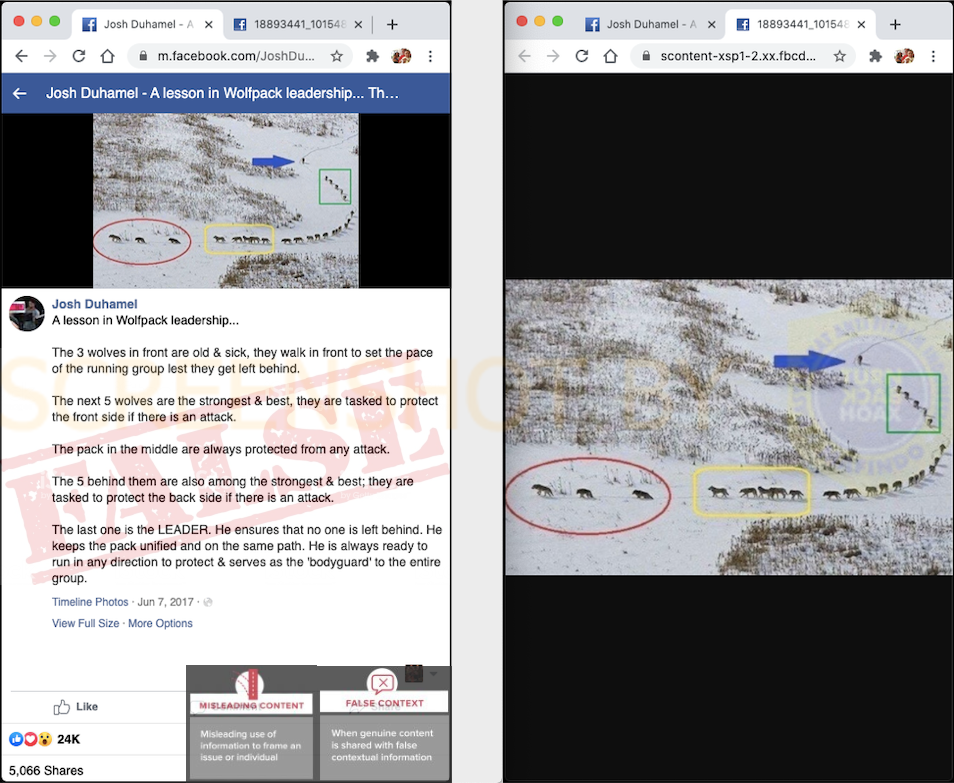 Josh Duhamel - A
18893441_10154
m.facebook.com/JoshDu...
Josh Duhamel - A lesson in Wolfpack leadership... Th...
Josh Duhamel
A lesson in Wolfpack leadership...
The 3 wolves in front are old & sick, they walk in front to set the pace
of the running group lest they get left behind.
The next 5 wolves are the strongest & best, they are tasked to protect
the front side if there is an attack.
The pack in the middle are always protected from any attack.
The 5 behind them are also among the strongest & best; they are
tasked to protect the back side if there is an attack.
The last one is the LEADER. He ensures that no one is left behind. He
keeps the pack unified and on the same path. He is always ready to
run in any direction to protect & serves as the 'bodyguard' to the entire
group.
Timeline Photos · Jun 7, 2017 ·
View Full Size · More Options
Like
24K
5,066 Shares
SCREENSHOT BY
FALSE
MISLEADING CONTENT
Misleading use of
information to frame an
issue or individual
FALSE CONTEXT
When genuine content
is shared with false
contextual information
Josh Duhamel - A
18893441_10154
scontent-xsp1-2.xx.fbcd...